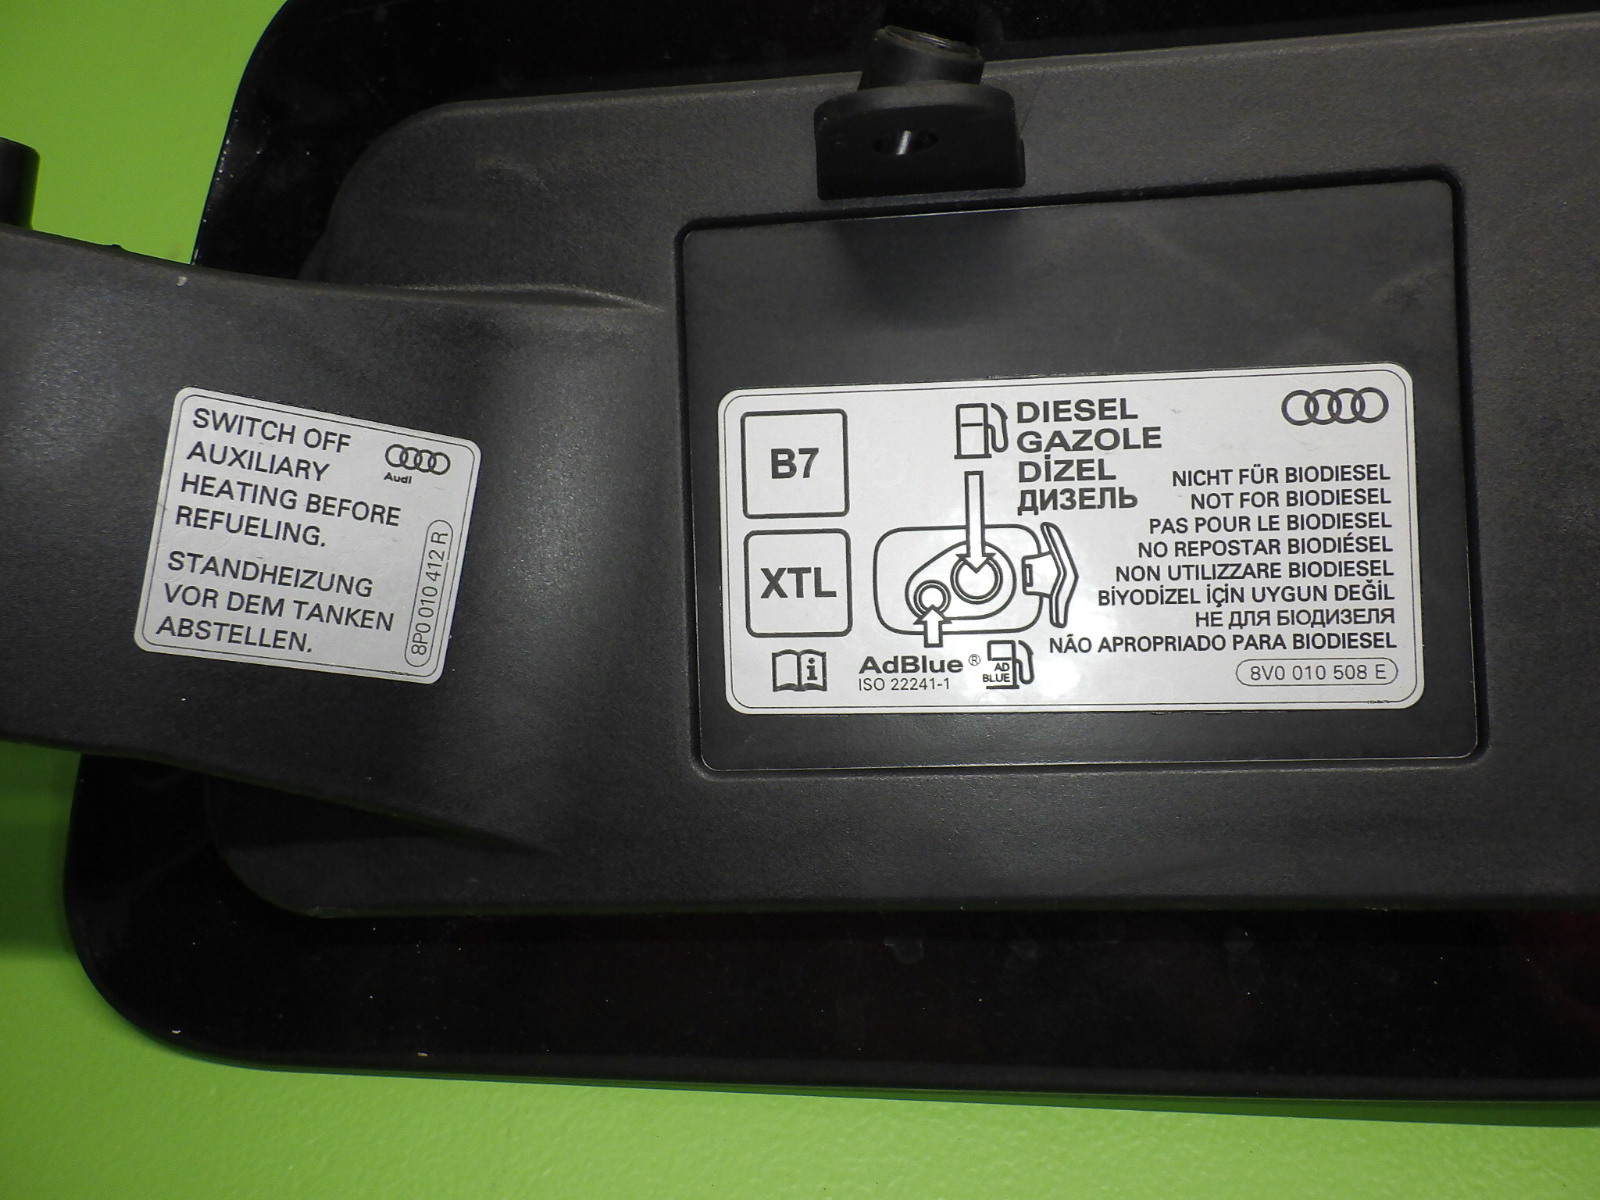 SWITCH OFF
AUXILIARY
HEATING BEFORE
REFUELING.
STANDHEIZUNG
VOR DEM TANKEN
ABSTELLEN.
Audi
8P0 010 412 R
B7
XTL
DIESEL
GAZOLE
DİZEL
ДИЗЕЛЬ
NICHT FÜR BIODIESEL
NOT FOR BIODIESEL
PAS POUR LE BIODIESEL
NO REPOSTAR BIODIÉSEL
NON UTILIZZARE BIODIESEL
BİYODİZEL İÇİN UYGUN DEĞİL
НЕ ДЛЯ БІОДИЗЕЛЯ
NÃO APROPRIADO PARA BIODIESEL
i
AdBlue®
ISO 22241-1
AD
BLUE
8V0 010 508 E